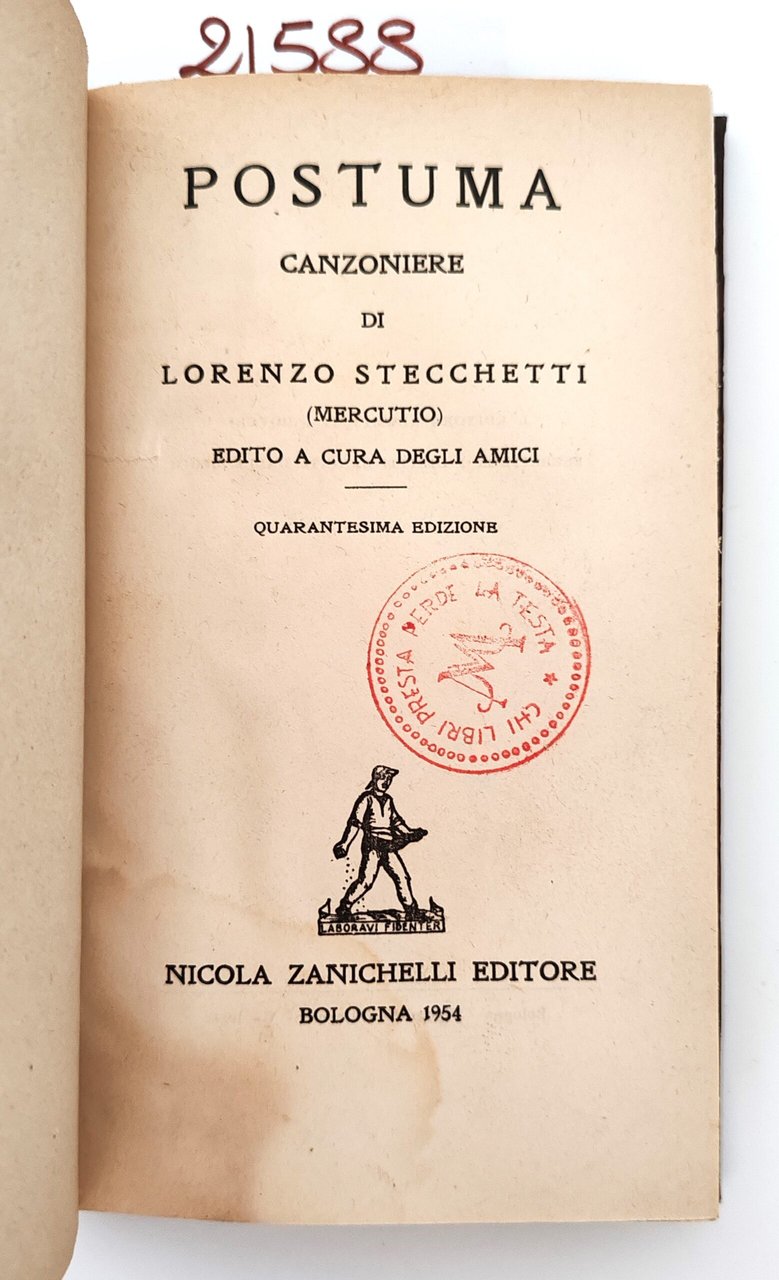 21588
POSTUMA
CANZONIERE
DI
LORENZO STECCHETTI
(MERCUTIO)
EDITO A CURA DEGLI AMICI
QUARANTESIMA EDIZIONE
CHI LIBRI PRESTA PERDE LA TESTA
LABORAVI FIDENTER
NICOLA ZANICHELLI EDITORE
BOLOGNA 1954